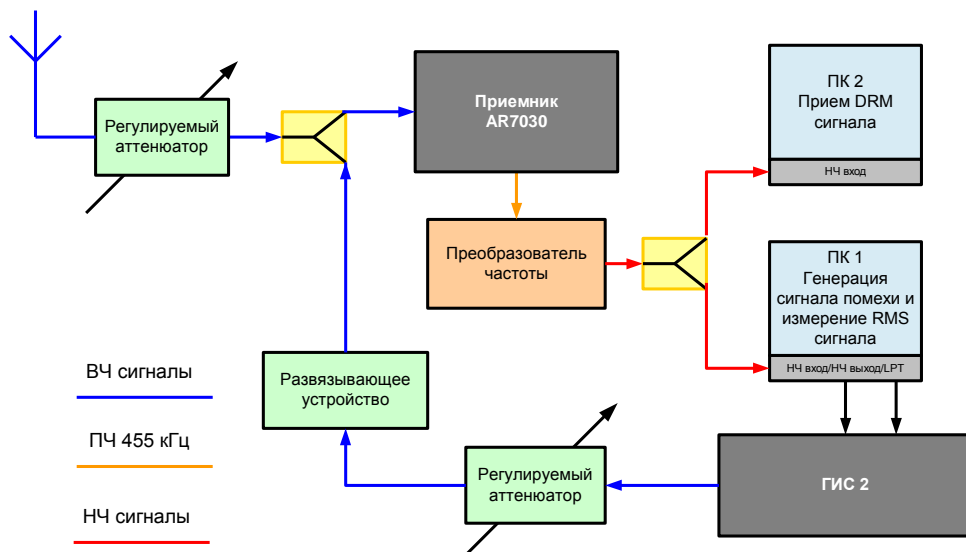 Регулируемый
аттенюатор
Приемник
AR7030
ПК 2
Прием DRM
сигнала
НЧ вход
Преобразователь
частоты
ПК 1
Генерация
сигнала помехи и
измерение RMS
сигнала
НЧ вход/НЧ выход/LPT
Развязывающее
устройство
Регулируемый
аттенюатор
ГИС 2
ВЧ сигналы
ПЧ 455 кГц
НЧ сигналы